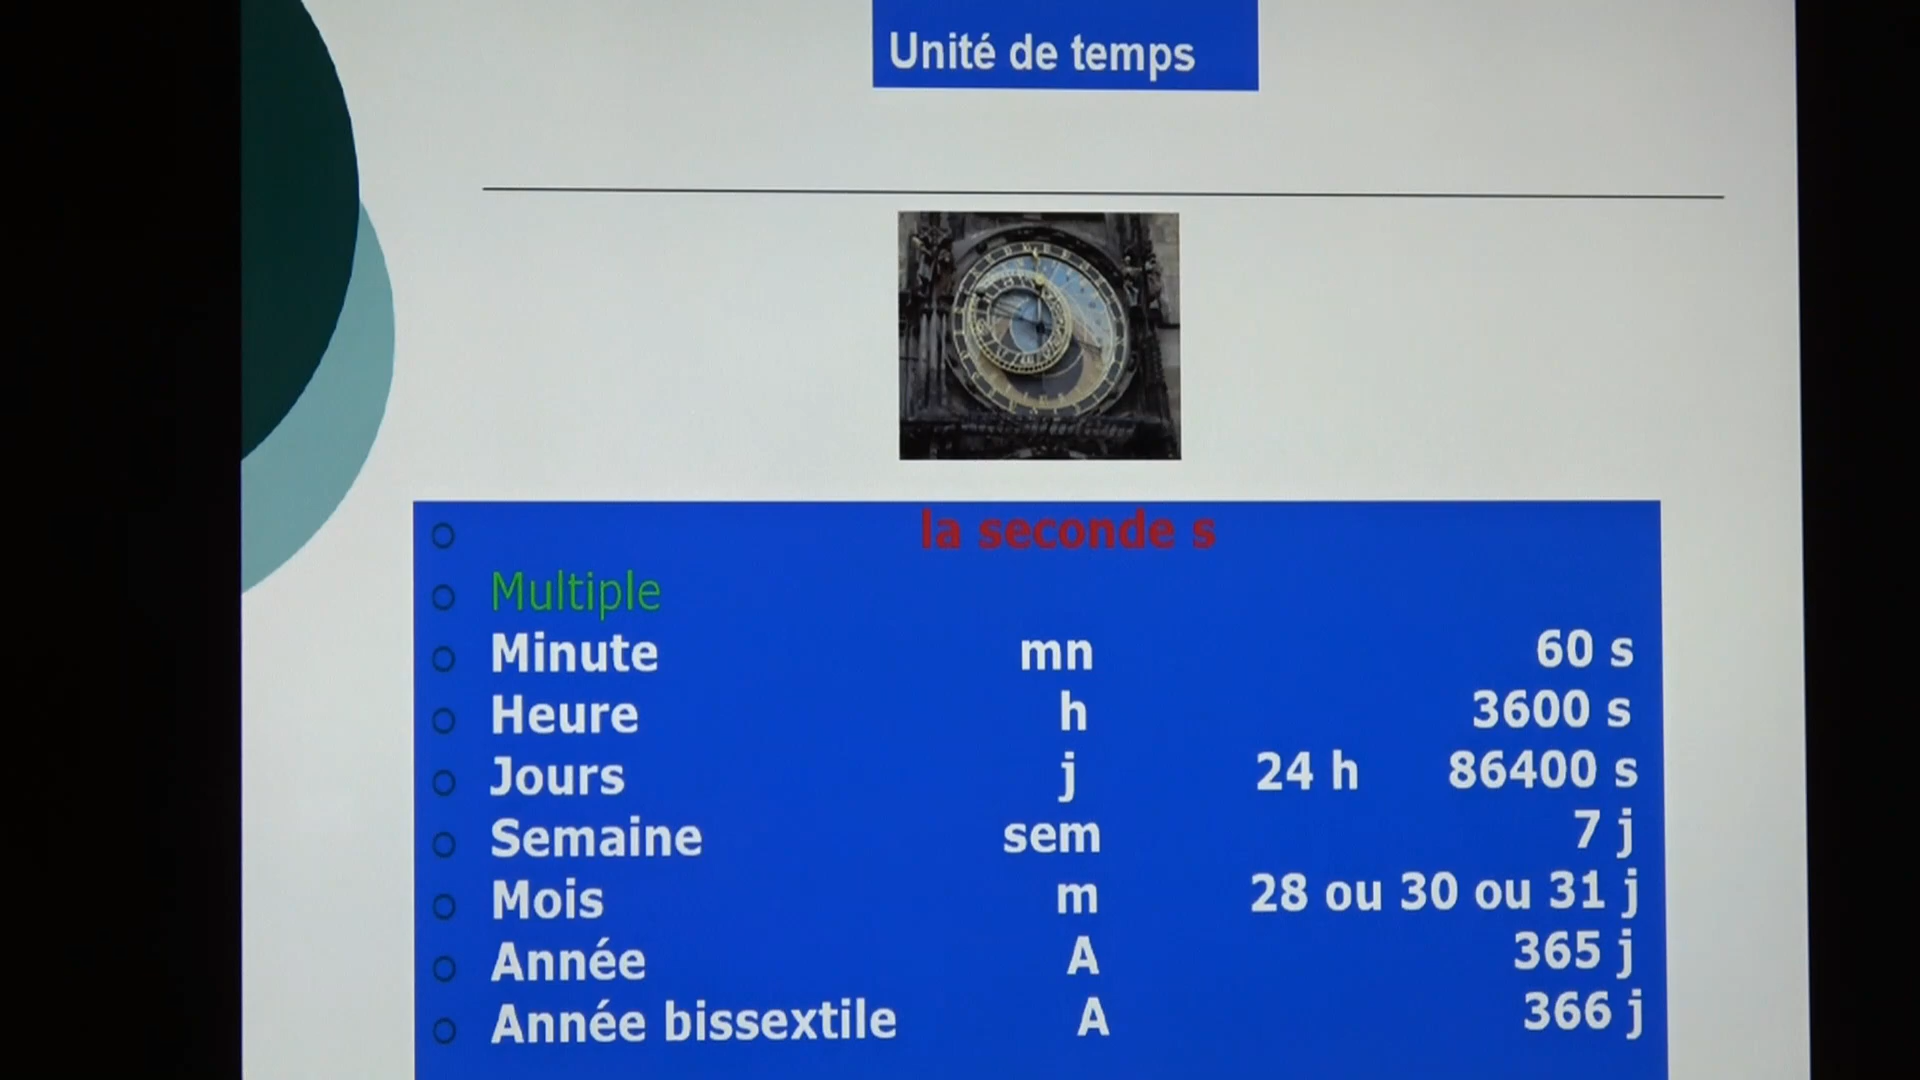 Unité de temps
la seconde s
Multiple
Minute mn 60 s
Heure h 3600 s
Jours j 24 h 86400 s
Semaine sem 7 j
Mois m 28 ou 30 ou 31 j
Année A 365 j
Année bissextile A 366 j